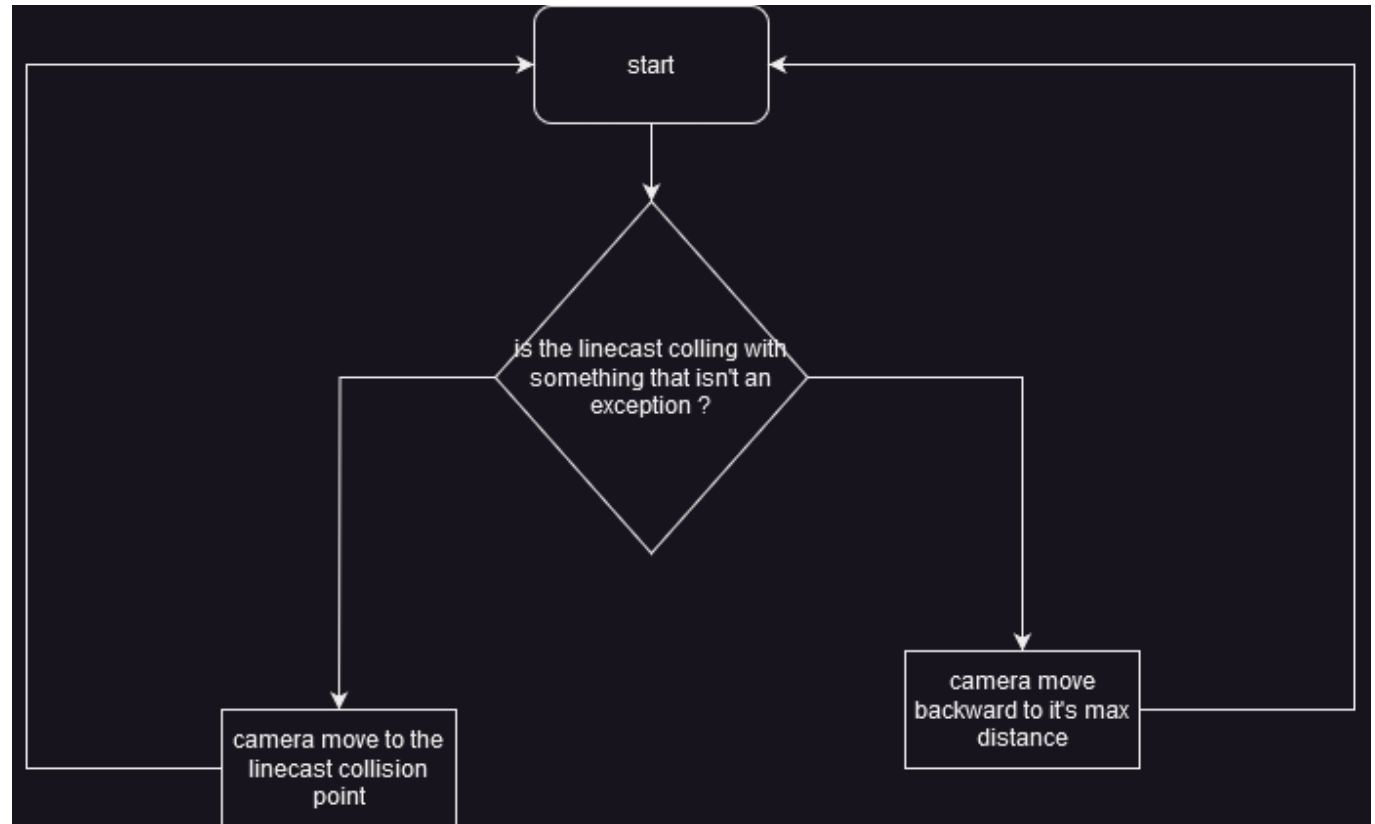 start
is the linecast colling with
something that isn't an
exception ?
camera move
backward to it's max
distance
camera move to the
linecast collision
point